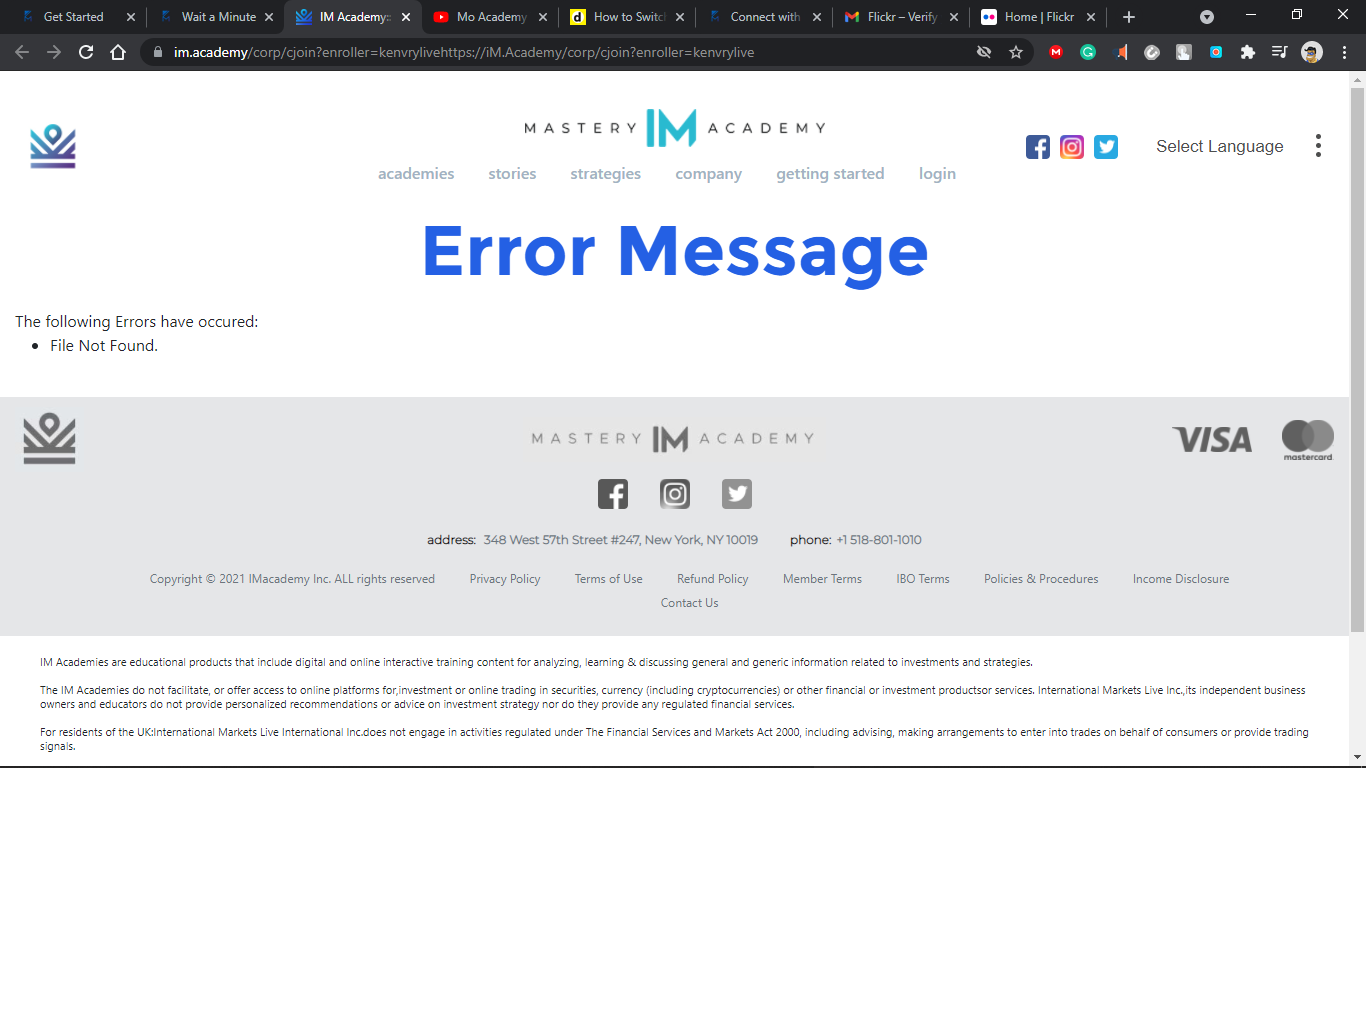 Get Started
Wait a Minute
IM Academy::
Mo Academy
How to Switc
Connect with
Flickr – Verify
Home | Flickr
im.academy/corp/cjoin?enroller=kenvrylivehttps://iM.Academy/corp/cjoin?enroller=kenvrylive
MASTERY IM ACADEMY
Select Language
academies stories strategies company getting started login
Error Message
The following Errors have occured:
• File Not Found.
MASTERY IM ACADEMY
VISA
mastercard.
address: 348 West 57th Street #247, New York, NY 10019 phone: +1 518-801-1010
Copyright © 2021 IMacademy Inc. ALL rights reserved Privacy Policy Terms of Use Refund Policy Member Terms IBO Terms Policies & Procedures Income Disclosure
Contact Us
IM Academies are educational products that include digital and online interactive training content for analyzing, learning & discussing general and generic information related to investments and strategies.
The IM Academies do not facilitate, or offer access to online platforms for,investment or online trading in securities, currency (including cryptocurrencies) or other financial or investment productsor services. International Markets Live Inc.,its independent business
owners and educators do not provide personalized recommendations or advice on investment strategy nor do they provide any regulated financial services.
For residents of the UK:International Markets Live International Inc.does not engage in activities regulated under The Financial Services and Markets Act 2000, including advising, making arrangements to enter into trades on behalf of consumers or provide trading
signals.